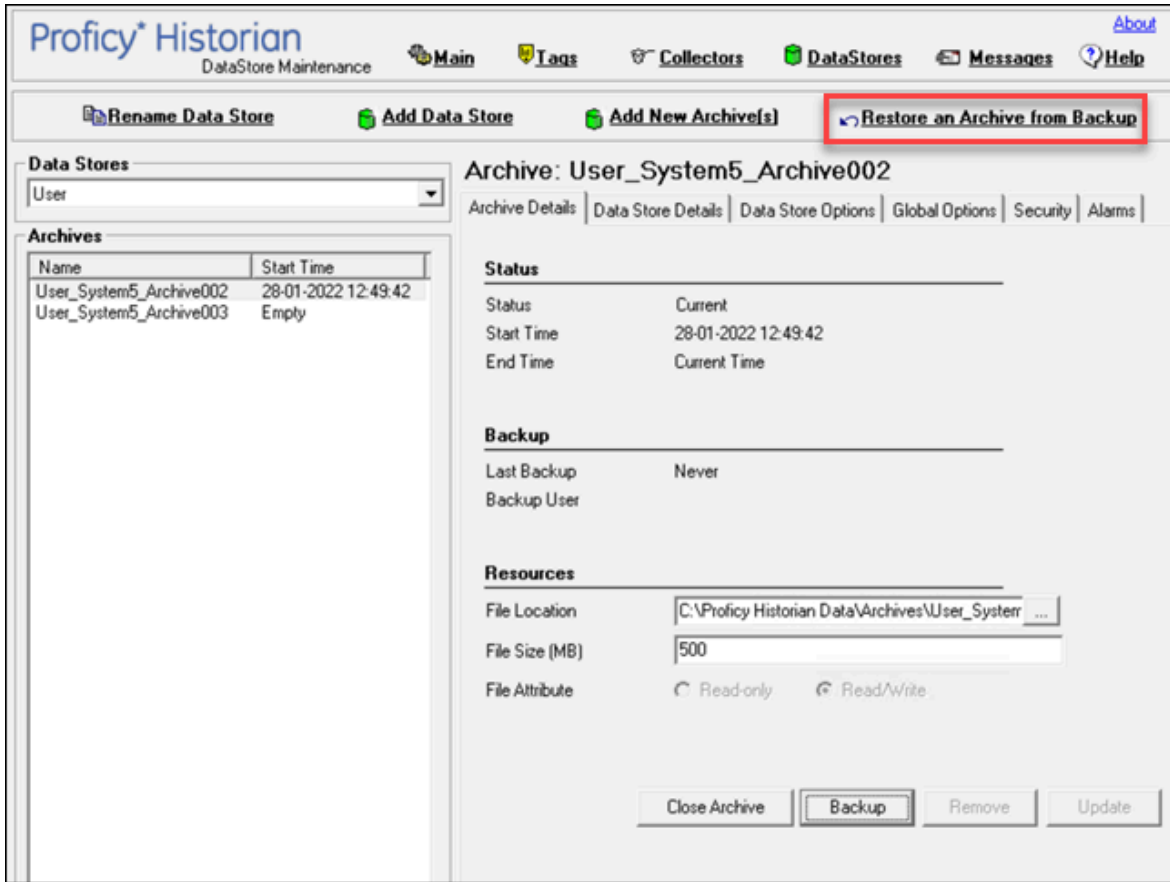 About
Proficy* Historian
DataStore Maintenance
Main Tags Collectors DataStores Messages Help
Rename Data Store Add Data Store Add New Archive[s] Restore an Archive from Backup
Data Stores
User
Archives
Name Start Time
User_System5_Archive002 28-01-2022 12:49:42
User_System5_Archive003 Empty
Archive: User_System5_Archive002
Archive Details Data Store Details Data Store Options Global Options Security Alarms
Status
Status Current
Start Time 28-01-2022 12:49:42
End Time Current Time
Backup
Last Backup Never
Backup User
Resources
File Location C:\Proficy Historian Data\Archives\User_System ...
File Size (MB) 500
File Attribute Read-only Read/Write
Close Archive Backup Remove Update